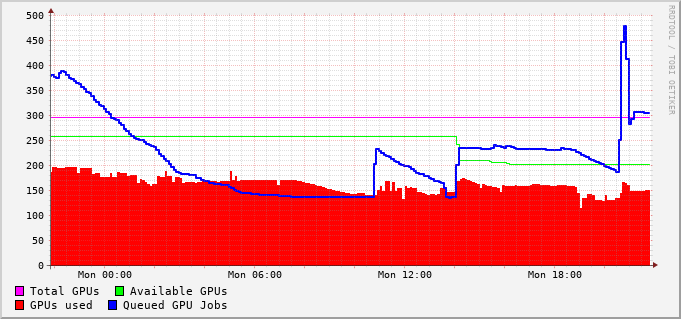 500
450
400
350
300
250
200
150
100
50
0
Mon 00:00 Mon 06:00 Mon 12:00 Mon 18:00
Total GPUs Available GPUs
GPUs used Queued GPU Jobs
RRDTOOL / TOBI OETIKER